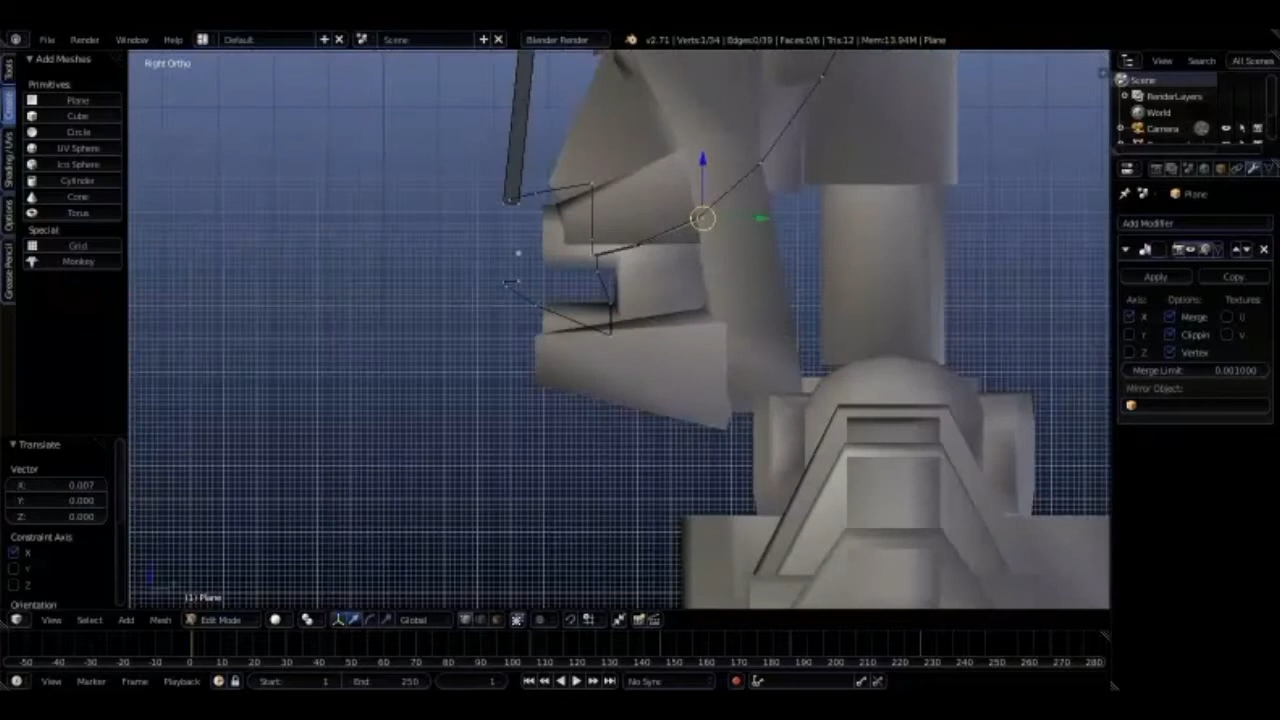 File Render Window Help Default Scene Blender Render v2.71 | Verts:1/34 | Edges:0/39 | Faces:0/6 | Tris:12 | Mem:13.94M | Plane
Tools
Create
Shading / UVs
Options
Grease Pencil
Add Meshes
Primitives:
Plane
Cube
Circle
UV Sphere
Ico Sphere
Cylinder
Cone
Torus
Special:
Grid
Monkey
Translate
Vector
X: 0.007
Y: 0.000
Z: 0.000
Constraint Axis
X
Y
Z
Orientation
Right Ortho
(1) Plane
View Search All Scenes
Scene
RenderLayers
World
Camera
Plane
Add Modifier
Apply Copy
Axis: Options: Textures:
X Merge U
Y Clippin V
Z Vertex
Merge Limit: 0.001000
Mirror Object:
View Select Add Mesh Edit Mode Global
-50 -40 -30 -20 -10 0 10 20 30 40 50 60 70 80 90 100 110 120 130 140 150 160 170 180 190 200 210 220 230 240 250 260 270 280
View Marker Frame Playback Start: 1 End: 250 1 No Sync